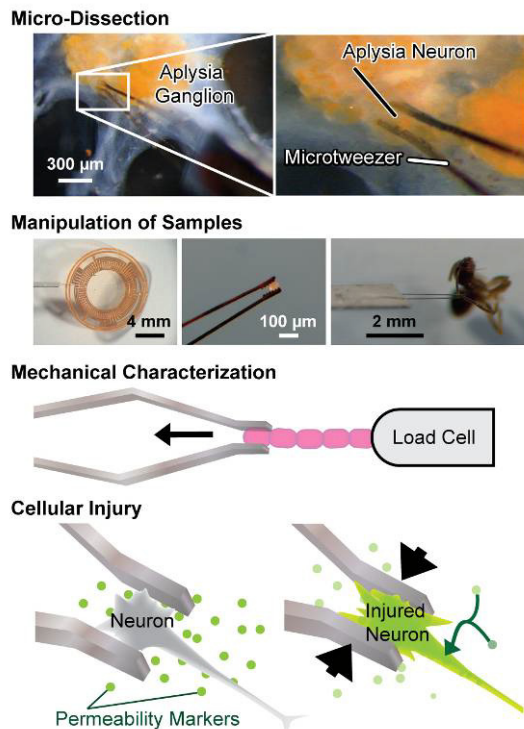 Micro-Dissection
Aplysia
Ganglion
300 µm
Aplysia Neuron
Microtweezer
Manipulation of Samples
4 mm
100 µm
2 mm
Mechanical Characterization
Load Cell
Cellular Injury
Neuron
Permeability Markers
Injured
Neuron